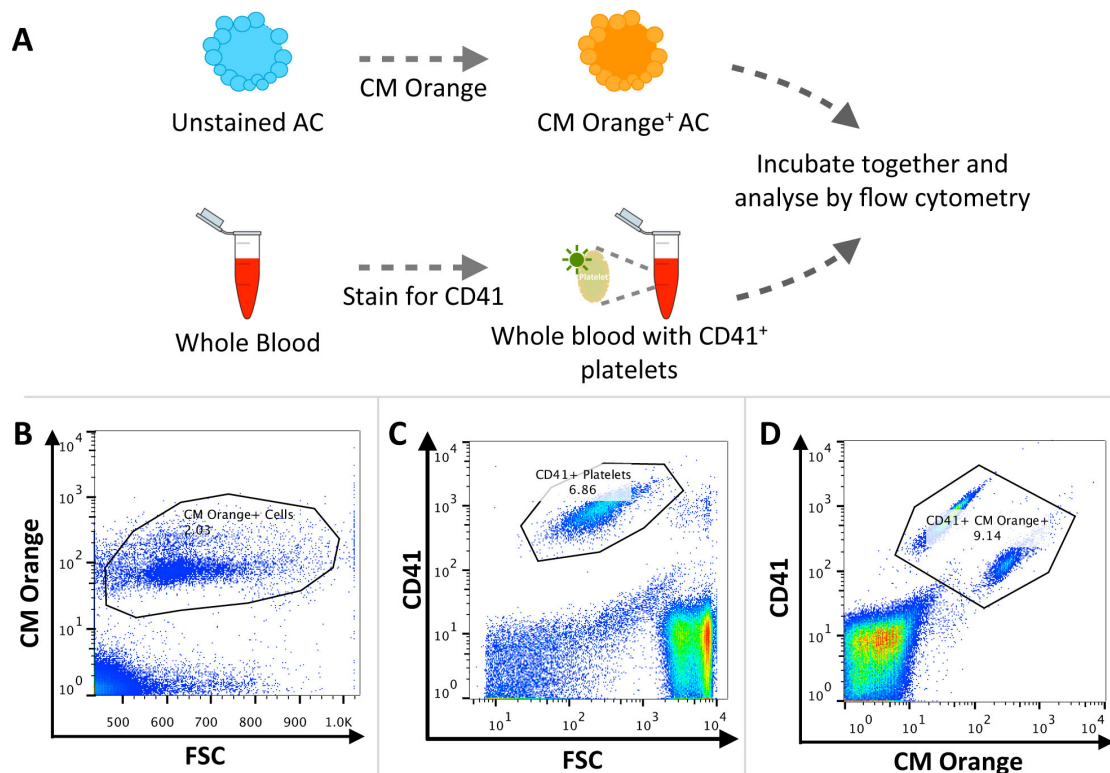 A
CM Orange
Unstained AC
CM Orange⁺ AC
Incubate together and
analyse by flow cytometry
Platelet
Stain for CD41
Whole Blood
Whole blood with CD41⁺
platelets
B
CM Orange
10⁴
10³
10²
10¹
10⁰
CM Orange+ Cells
2.03
500 600 700 800 900 1.0K
FSC
C
CD41
10⁴
10³
10²
10¹
10⁰
CD41+ Platelets
6.86
10¹ 10² 10³ 10⁴
FSC
D
CD41
10⁴
10³
10²
10¹
10⁰
CD41+ CM Orange+
9.14
10⁰ 10¹ 10² 10³ 10⁴
CM Orange